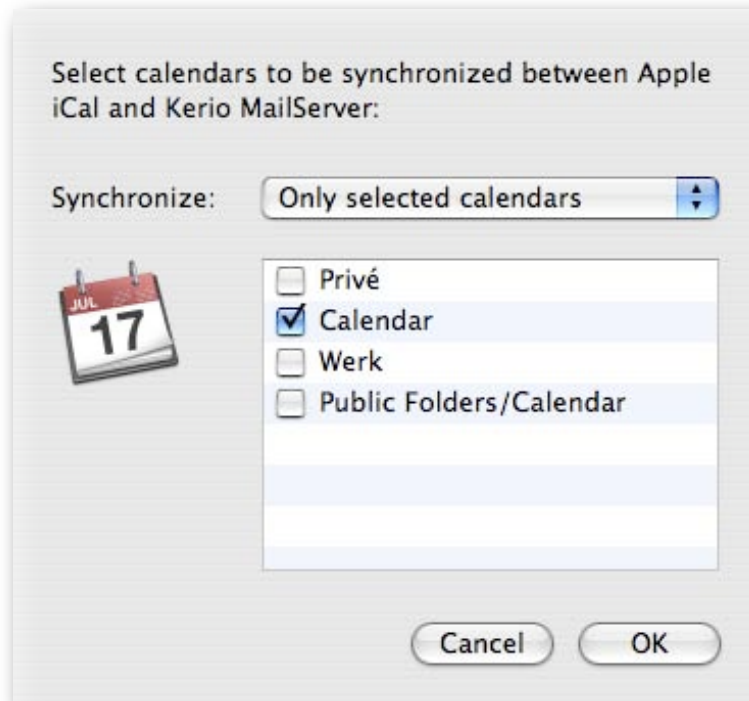 Select calendars to be synchronized between Apple
iCal and Kerio MailServer:
Synchronize: Only selected calendars
JUL
17
Privé
Calendar
Werk
Public Folders/Calendar
Cancel OK